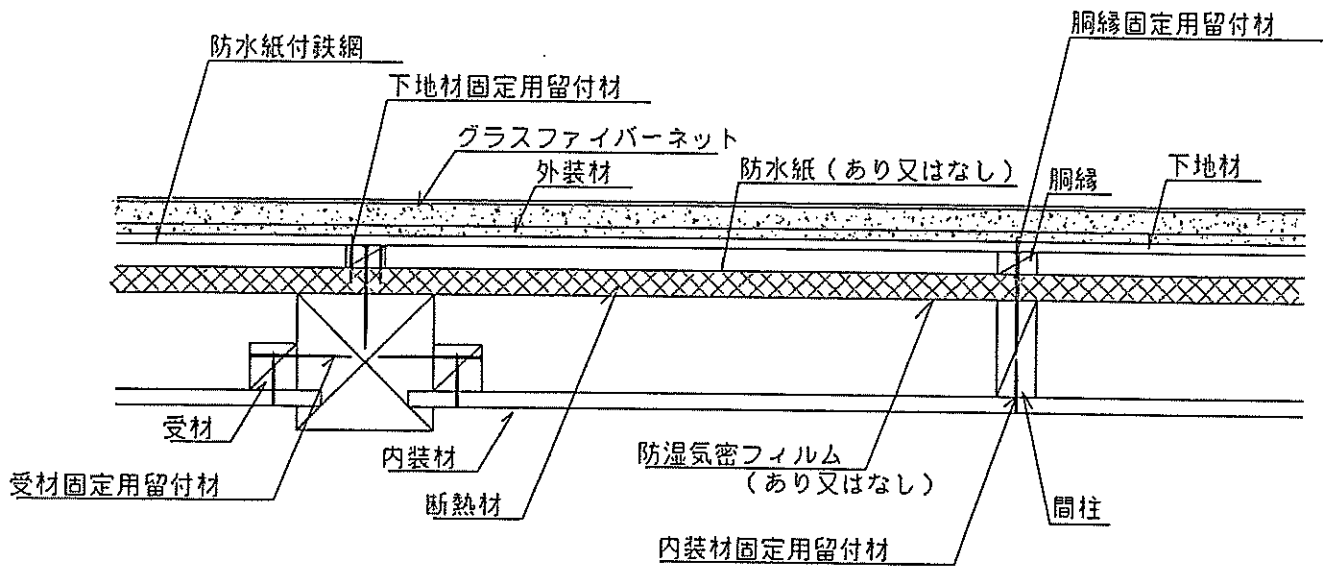 胴縁固定用留付材
防水紙付鉄網
下地材固定用留付材
グラスファイバーネット
外装材
防水紙（あり又はなし）
胴縁
下地材
受材
内装材
防湿気密フィルム
（あり又はなし）
受材固定用留付材
断熱材
間柱
内装材固定用留付材